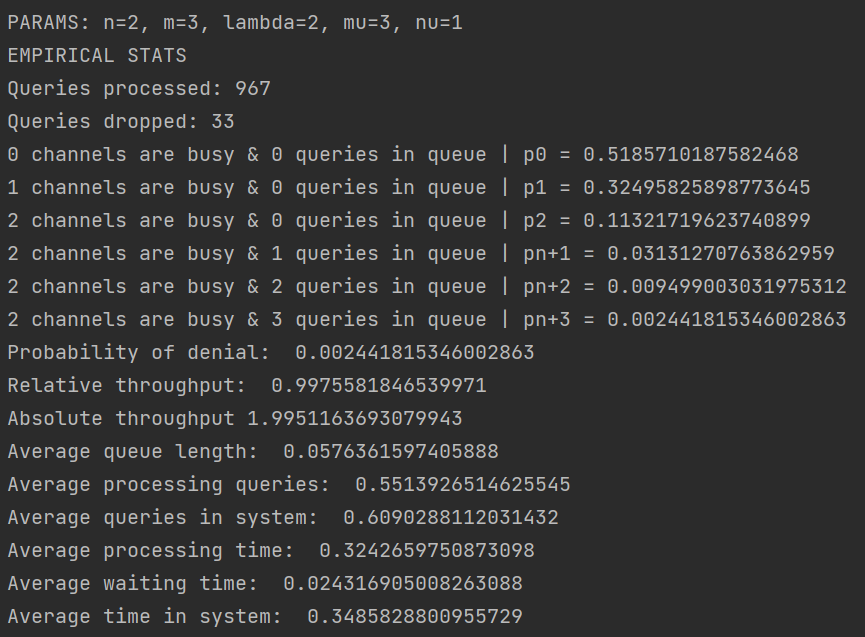 PARAMS: n=2, m=3, lambda=2, mu=3, nu=1
EMPIRICAL STATS
Queries processed: 967
Queries dropped: 33
0 channels are busy & 0 queries in queue | p0 = 0.5185710187582468
1 channels are busy & 0 queries in queue | p1 = 0.32495825898773645
2 channels are busy & 0 queries in queue | p2 = 0.11321719623740899
2 channels are busy & 1 queries in queue | pn+1 = 0.03131270763862959
2 channels are busy & 2 queries in queue | pn+2 = 0.009499003031975312
2 channels are busy & 3 queries in queue | pn+3 = 0.002441815346002863
Probability of denial:  0.002441815346002863
Relative throughput:  0.9975581846539971
Absolute throughput 1.9951163693079943
Average queue length:  0.0576361597405888
Average processing queries:  0.5513926514625545
Average queries in system:  0.6090288112031432
Average processing time:  0.3242659750873098
Average waiting time:  0.024316905008263088
Average time in system:  0.3485828800955729